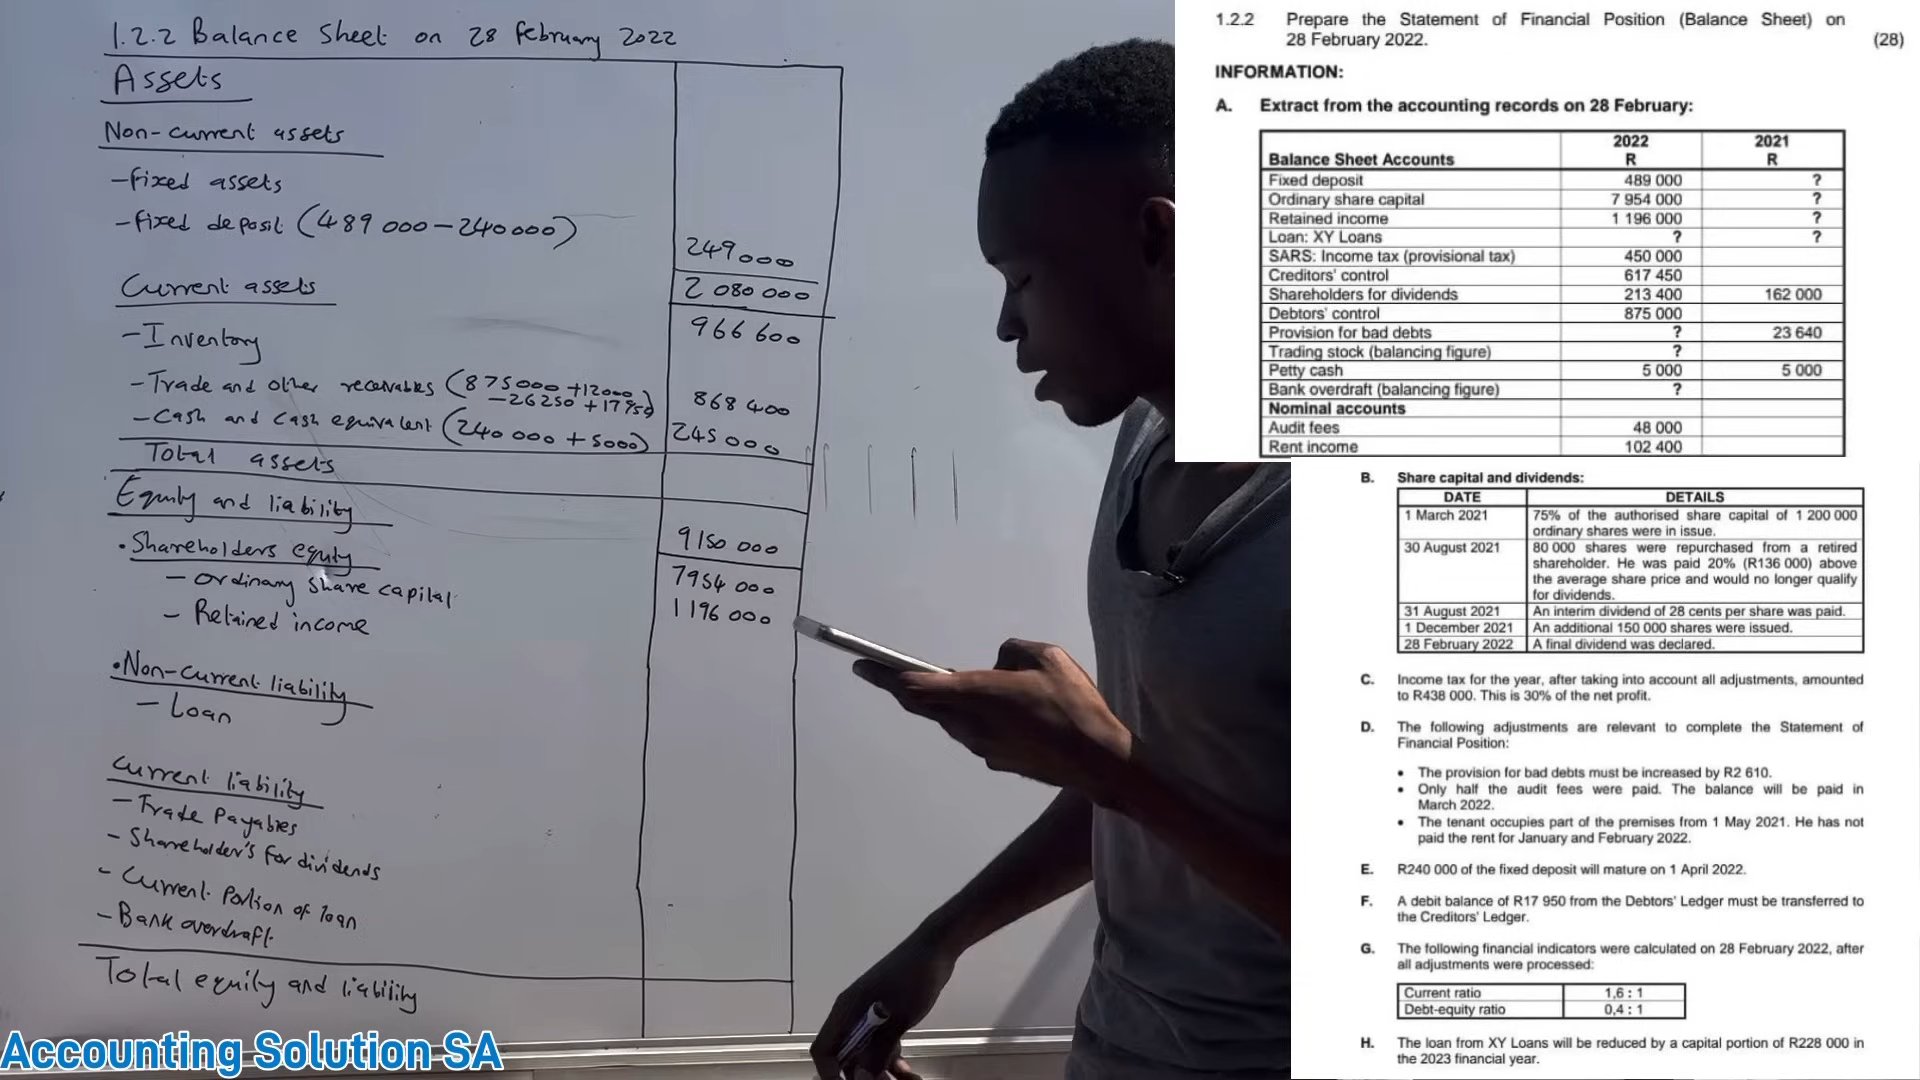 1.2.2 Balance Sheet on 28 february 2022
Assets
Non-current assets
- fixed assets
- fixed deposit (489 000 - 240000)
249000
Current assets
2 080 000
- Inventory
966 600
- Trade and other receivables (875000 +12000
- 26250 + 17950)
868 400
- Cash and cash equivalent (240 000 + 5000)
245000
Total assets
Equity and liability
• Shareholders equity
9150 000
- ordinary share capital
7954 000
- Retained income
1196 000
• Non-current liability
- Loan
Current liability
- Trade Payables
- Shareholder's for dividends
- Current Portion of loan
- Bank overdraft
Total equity and liability
Accounting Solution SA
1.2.2 Prepare the Statement of Financial Position (Balance Sheet) on
28 February 2022.
(28)
INFORMATION:
A. Extract from the accounting records on 28 February:
Balance Sheet Accounts 2022 R 2021 R
Fixed deposit 489 000 ?
Ordinary share capital 7 954 000 ?
Retained income 1 196 000 ?
Loan: XY Loans ? ?
SARS: Income tax (provisional tax) 450 000
Creditors' control 617 450
Shareholders for dividends 213 400 162 000
Debtors' control 875 000
Provision for bad debts ? 23 640
Trading stock (balancing figure) ?
Petty cash 5 000 5 000
Bank overdraft (balancing figure) ?
Nominal accounts
Audit fees 48 000
Rent income 102 400
B. Share capital and dividends:
DATE DETAILS
1 March 2021 75% of the authorised share capital of 1 200 000
ordinary shares were in issue.
30 August 2021 80 000 shares were repurchased from a retired
shareholder. He was paid 20% (R136 000) above
the average share price and would no longer qualify
for dividends.
31 August 2021 An interim dividend of 28 cents per share was paid.
1 December 2021 An additional 150 000 shares were issued.
28 February 2022 A final dividend was declared.
C. Income tax for the year, after taking into account all adjustments, amounted
to R438 000. This is 30% of the net profit.
D. The following adjustments are relevant to complete the Statement of
Financial Position:
• The provision for bad debts must be increased by R2 610.
• Only half the audit fees were paid. The balance will be paid in
March 2022.
• The tenant occupies part of the premises from 1 May 2021. He has not
paid the rent for January and February 2022.
E. R240 000 of the fixed deposit will mature on 1 April 2022.
F. A debit balance of R17 950 from the Debtors' Ledger must be transferred to
the Creditors' Ledger.
G. The following financial indicators were calculated on 28 February 2022, after
all adjustments were processed:
Current ratio 1,6 : 1
Debt-equity ratio 0,4 : 1
H. The loan from XY Loans will be reduced by a capital portion of R228 000 in
the 2023 financial year.